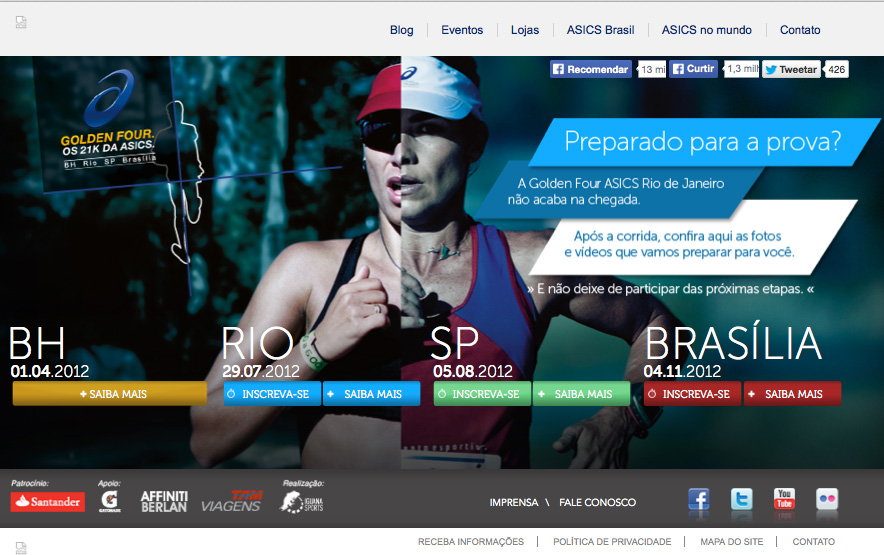 Blog
Eventos
Lojas
ASICS Brasil
ASICS no mundo
Contato
Recomendar
13 mi
Curtir
1,3 milh
Tweetar
426
GOLDEN FOUR.
OS 21K DA ASICS.
BH Rio SP Brasília
Preparado para a prova?
A Golden Four ASICS Rio de Janeiro
não acaba na chegada.
Após a corrida, confira aqui as fotos
e vídeos que vamos preparar para você.
» E não deixe de participar das próximas etapas. «
BH
01.04.2012
+ SAIBA MAIS
RIO
29.07.2012
INSCREVA-SE
+ SAIBA MAIS
SP
05.08.2012
INSCREVA-SE
+ SAIBA MAIS
BRASÍLIA
04.11.2012
INSCREVA-SE
+ SAIBA MAIS
Patrocínio:
Santander
Apoio:
G
GATORADE
AFFINITI
BERLAN
TAM
VIAGENS
Realização:
IGUANA
SPORTS
IMPRENSA \ FALE CONOSCO
f
t
You
Tube
RECEBA INFORMAÇÕES
POLÍTICA DE PRIVACIDADE
MAPA DO SITE
CONTATO